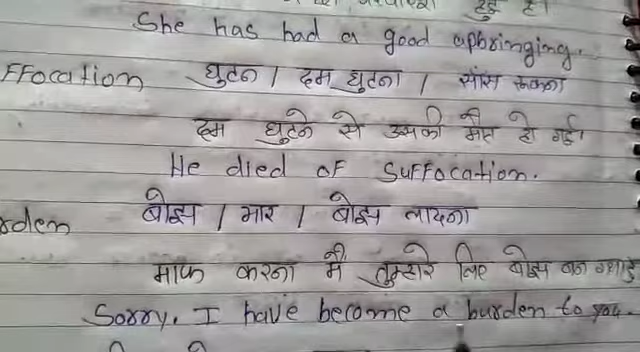 She has had a good upbringing.
FFocation घुटन / दम घुटना / सांस रूकना
दम घुटने से उसकी मौत हो गई।
He died of Suffocation.
rden बोझ / भार / बोझ लादना
माफ करना मैं तुम्हारे लिए बोझ बन गया हूँ
Sorry, I have become a burden to you.